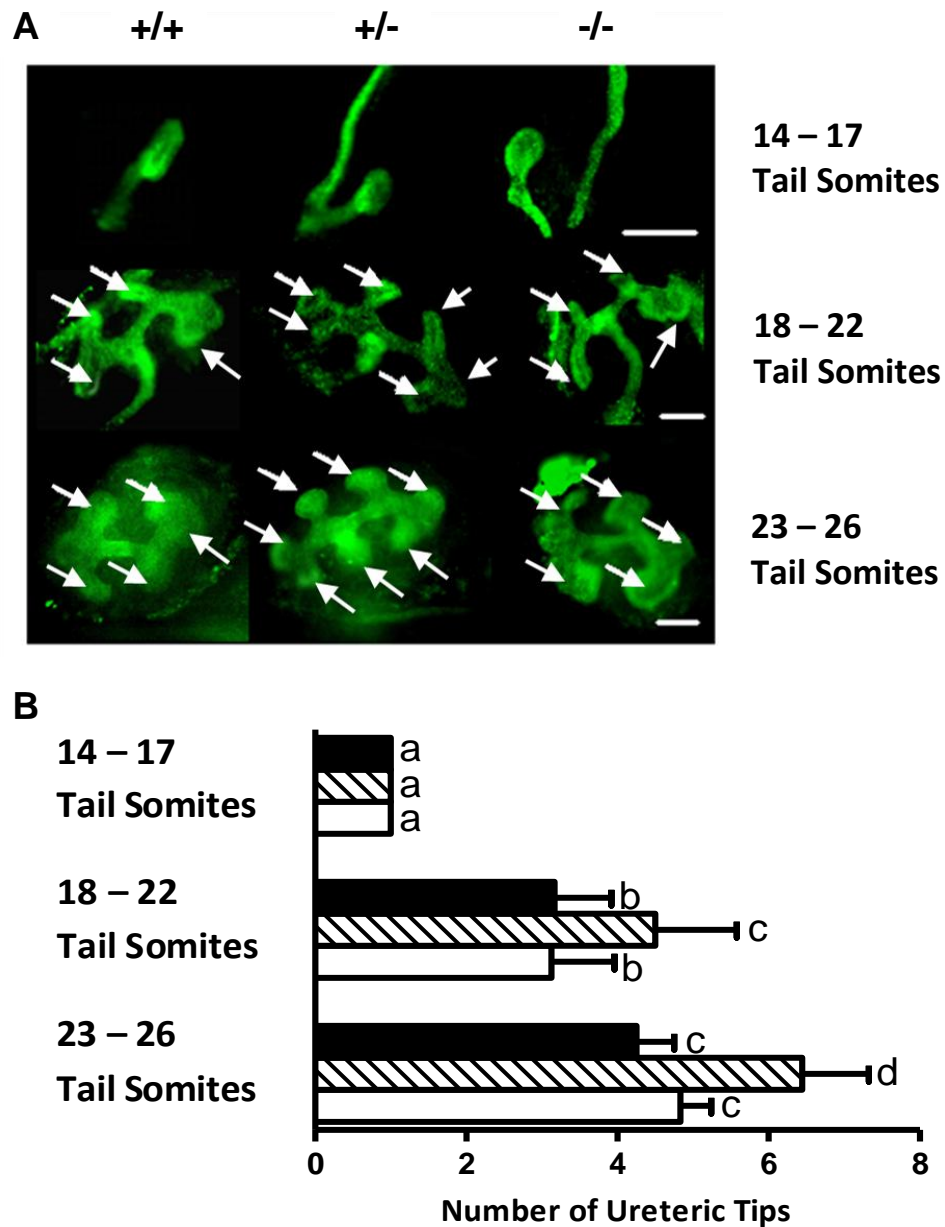 A
+/+ +/- -/-
14 – 17
Tail Somites
18 – 22
Tail Somites
23 – 26
Tail Somites
B
14 – 17
Tail Somites
a
a
a
18 – 22
Tail Somites
b
c
b
23 – 26
Tail Somites
c
d
c
0 2 4 6 8
Number of Ureteric Tips